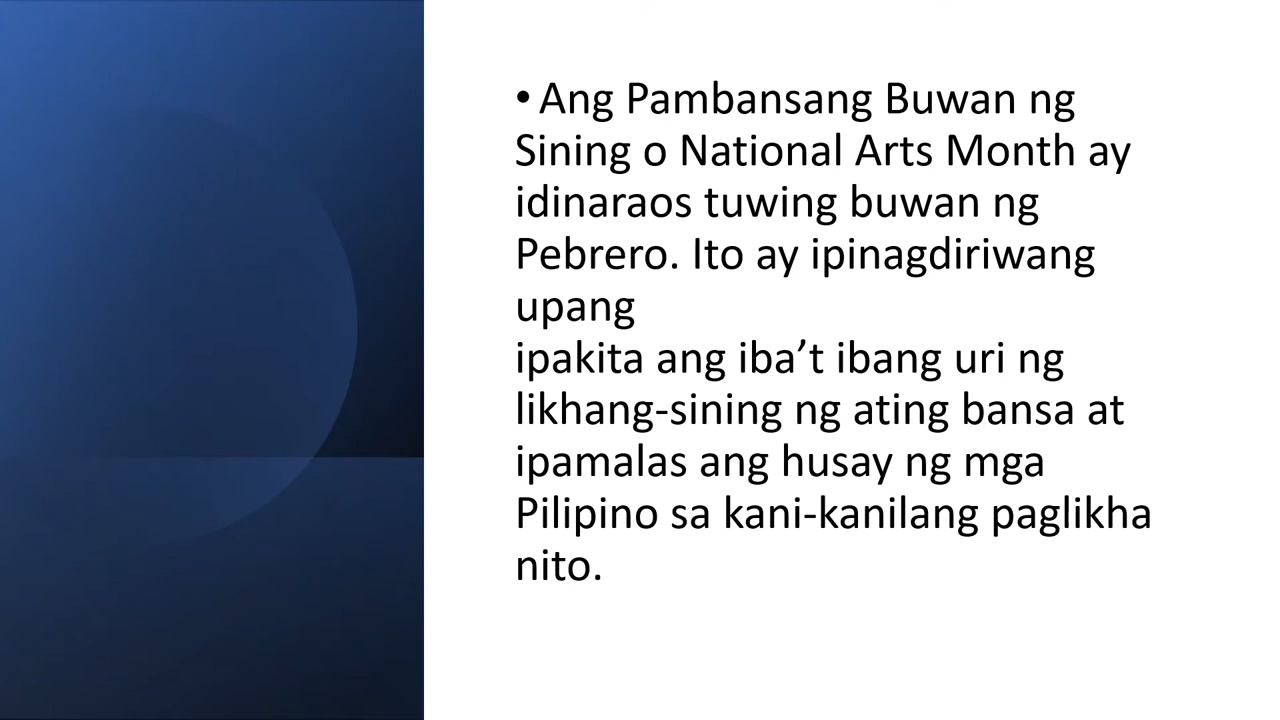 • Ang Pambansang Buwan ng
Sining o National Arts Month ay
idinaraos tuwing buwan ng
Pebrero. Ito ay ipinagdiriwang
upang
ipakita ang iba’t ibang uri ng
likhang-sining ng ating bansa at
ipamalas ang husay ng mga
Pilipino sa kani-kanilang paglikha
nito.